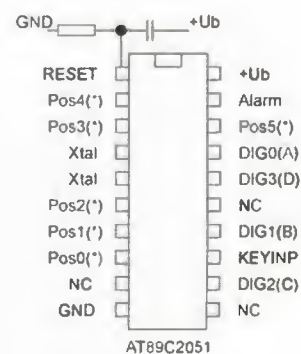 GND +Ub
RESET +Ub
Pos4(*) Alarm
Pos3(*) Pos5(*)
Xtal DIG0(A)
Xtal DIG3(D)
Pos2(*) NC
Pos1(*) DIG1(B)
Pos0(*) KEYINP
NC DIG2(C)
GND NC
AT89C2051